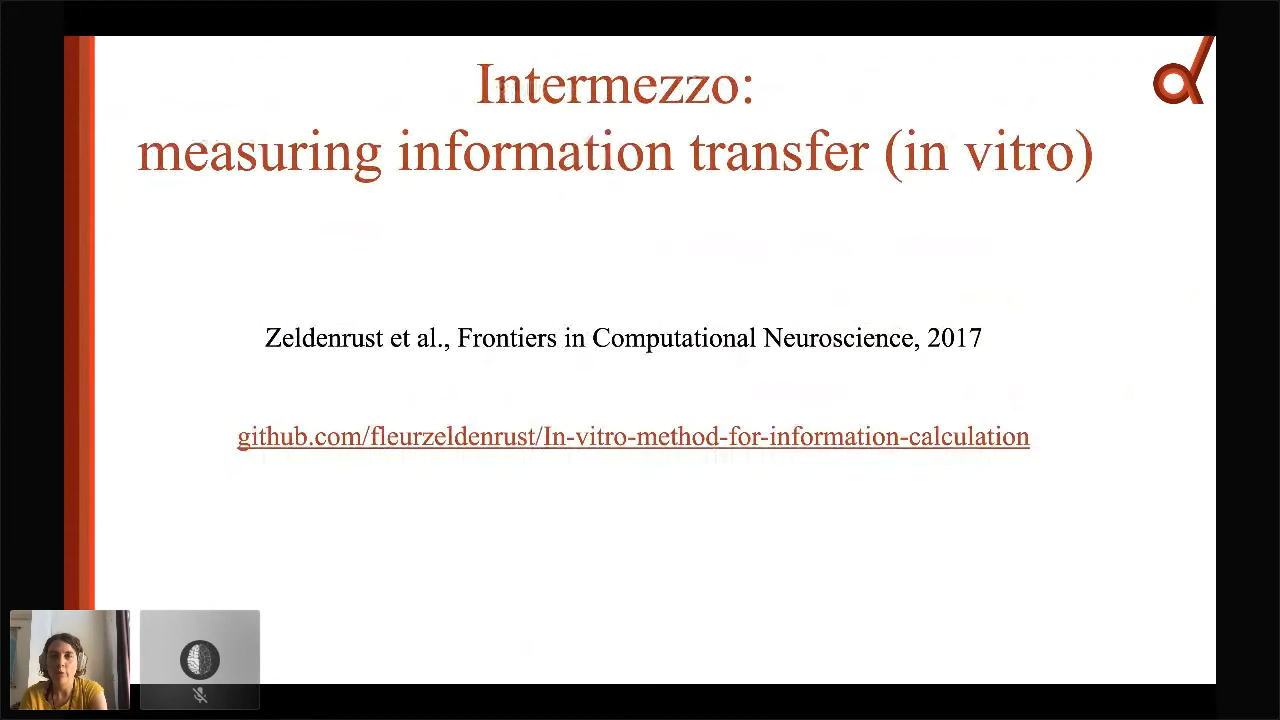 Intermezzo:
measuring information transfer (in vitro)
Zeldenrust et al., Frontiers in Computational Neuroscience, 2017
github.com/fleurzeldenrust/In-vitro-method-for-information-calculation